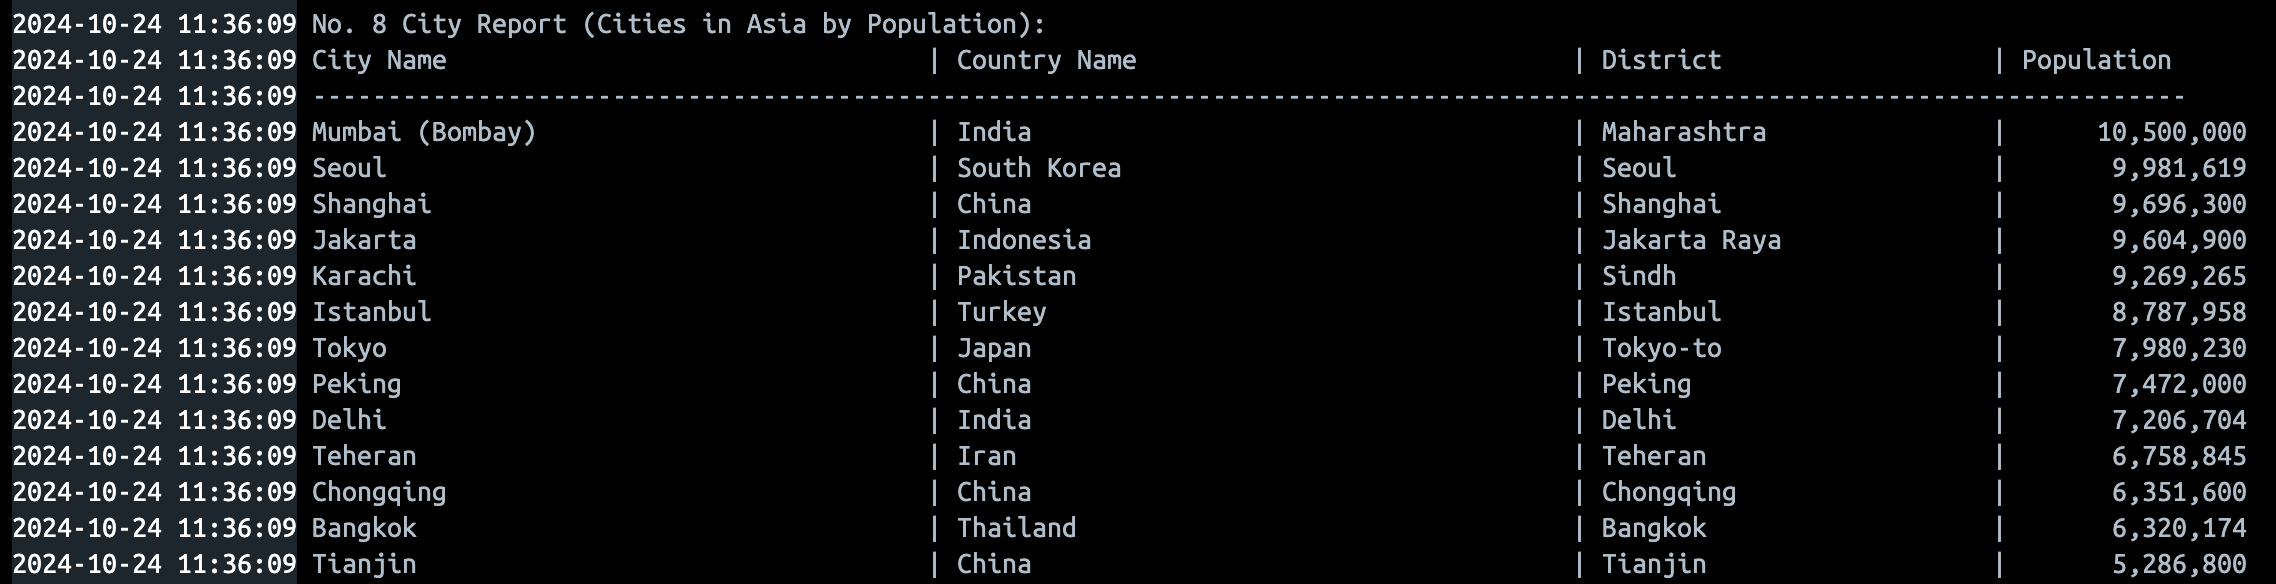 2024-10-24 11:36:09 No. 8 City Report (Cities in Asia by Population):
2024-10-24 11:36:09 City Name | Country Name | District | Population
2024-10-24 11:36:09 -----------------------------------------------------------------------------------------------------------------------------
2024-10-24 11:36:09 Mumbai (Bombay) | India | Maharashtra | 10,500,000
2024-10-24 11:36:09 Seoul | South Korea | Seoul | 9,981,619
2024-10-24 11:36:09 Shanghai | China | Shanghai | 9,696,300
2024-10-24 11:36:09 Jakarta | Indonesia | Jakarta Raya | 9,604,900
2024-10-24 11:36:09 Karachi | Pakistan | Sindh | 9,269,265
2024-10-24 11:36:09 Istanbul | Turkey | Istanbul | 8,787,958
2024-10-24 11:36:09 Tokyo | Japan | Tokyo-to | 7,980,230
2024-10-24 11:36:09 Peking | China | Peking | 7,472,000
2024-10-24 11:36:09 Delhi | India | Delhi | 7,206,704
2024-10-24 11:36:09 Teheran | Iran | Teheran | 6,758,845
2024-10-24 11:36:09 Chongqing | China | Chongqing | 6,351,600
2024-10-24 11:36:09 Bangkok | Thailand | Bangkok | 6,320,174
2024-10-24 11:36:09 Tianjin | China | Tianjin | 5,286,800